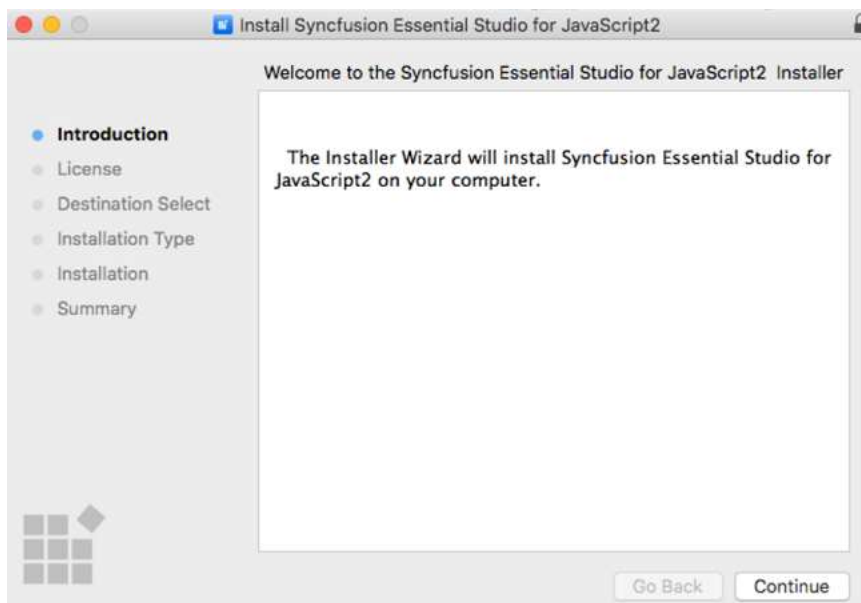 Install Syncfusion Essential Studio for JavaScript2
Welcome to the Syncfusion Essential Studio for JavaScript2 Installer
Introduction
License
Destination Select
Installation Type
Installation
Summary
The Installer Wizard will install Syncfusion Essential Studio for
JavaScript2 on your computer.
Go Back
Continue